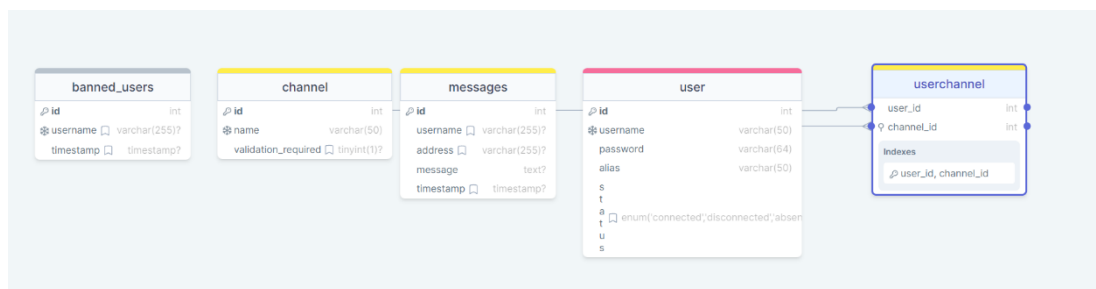 banned_users
id int
username varchar(255)?
timestamp timestamp?
channel
id int
name varchar(50)
validation_required tinyint(1)?
messages
id int
username varchar(255)?
address varchar(255)?
message text?
timestamp timestamp?
user
id int
username varchar(50)
password varchar(64)
alias varchar(50)
s
t
a
t
u
s
enum('connected','disconnected','absen
userchannel
user_id int
channel_id int
Indexes
user_id, channel_id